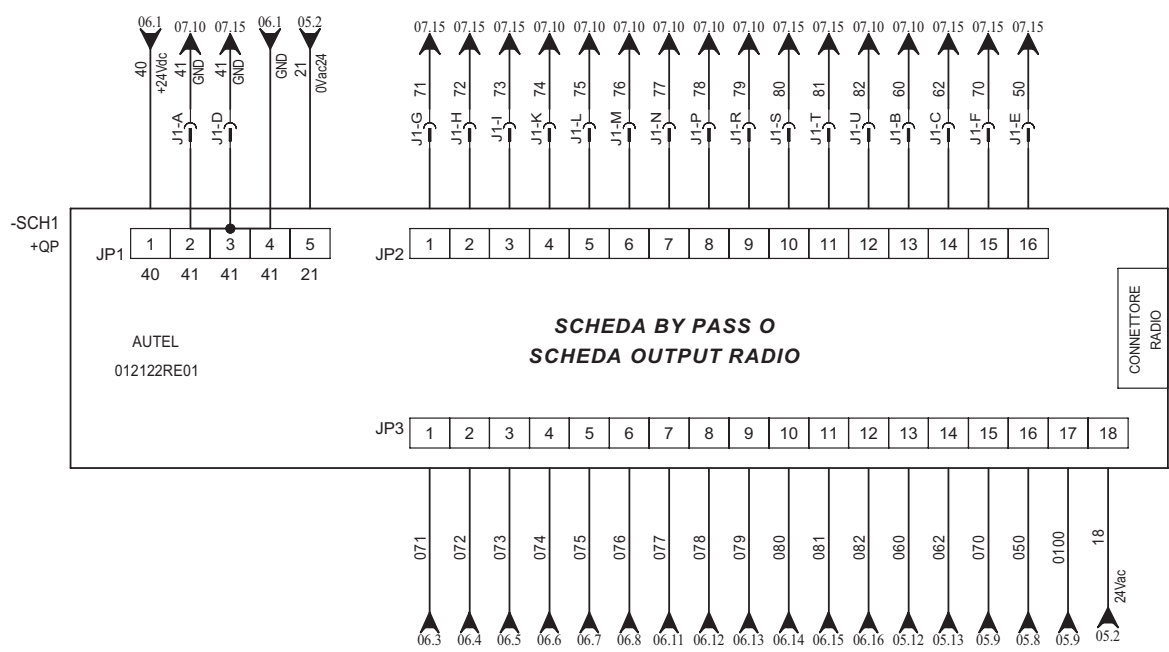 06.1 07.10 07.15 06.1 05.2 07.15 07.15 07.15 07.10 07.10 07.10 07.10 07.10 07.10 07.15 07.15 07.15 07.10 07.15 07.15 07.15
40 +24Vdc 41 GND 41 GND GND 21 0Vac24 71 72 73 74 75 76 77 78 79 80 81 82 60 62 70 50
J1-A J1-D J1-G J1-H J1-I J1-K J1-L J1-M J1-N J1-P J1-R J1-S J1-T J1-U J1-B J1-C J1-F J1-E
-SCH1
+QP
JP1 1 2 3 4 5 JP2 1 2 3 4 5 6 7 8 9 10 11 12 13 14 15 16
40 41 41 41 21
CONNETTORE
RADIO
SCHEDA BY PASS O
SCHEDA OUTPUT RADIO
AUTEL
012122RE01
JP3 1 2 3 4 5 6 7 8 9 10 11 12 13 14 15 16 17 18
071 072 073 074 075 076 077 078 079 080 081 082 060 062 070 050 0100 18 24Vac
06.3 06.4 06.5 06.6 06.7 06.8 06.11 06.12 06.13 06.14 06.15 06.16 05.12 05.13 05.9 05.8 05.9 05.2